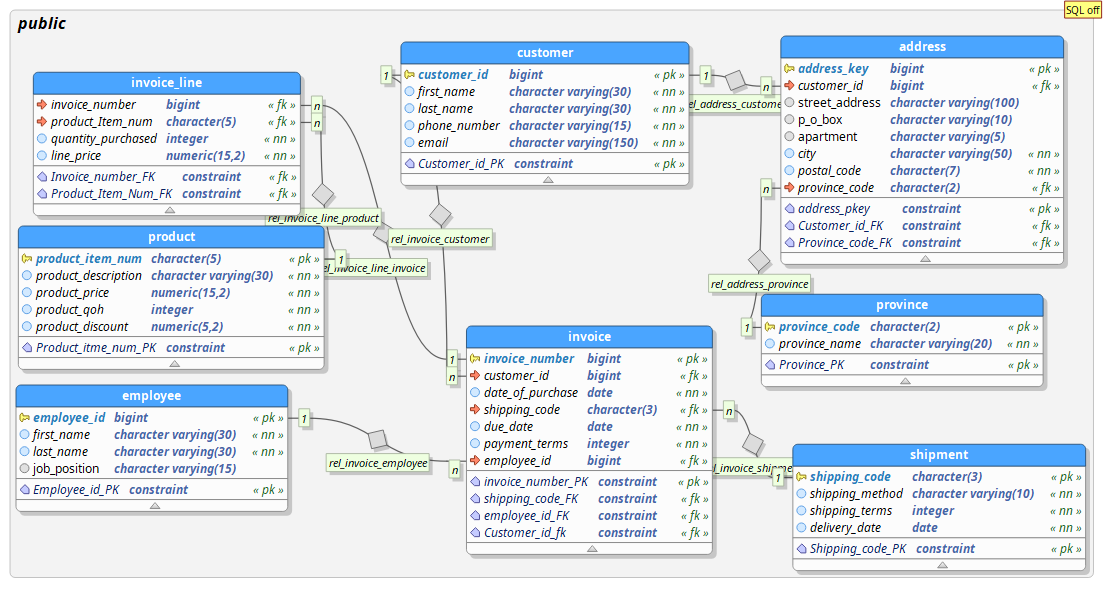 SQL off
public
invoice_line
invoice_number bigint « fk »
product_Item_num character(5) « fk »
quantity_purchased integer « nn »
line_price numeric(15,2) « nn »
Invoice_number_FK constraint « fk »
Product_Item_Num_FK constraint « fk »
n
n
customer
1
customer_id bigint « pk »
first_name character varying(30) « nn »
last_name character varying(30) « nn »
phone_number character varying(15) « nn »
email character varying(150) « nn »
Customer_id_PK constraint « pk »
1
n
el_address_custome
address
address_key bigint « pk »
customer_id bigint « fk »
street_address character varying(100)
p_o_box character varying(10)
apartment character varying(5)
city character varying(50) « nn »
postal_code character(7) « nn »
province_code character(2) « fk »
address_pkey constraint « pk »
Customer_id_FK constraint « fk »
Province_code_FK constraint « fk »
n
rel_invoice_line_product
rel_invoice_customer
el_invoice_line_invoice
rel_address_province
product
product_item_num character(5) « pk »
product_description character varying(30) « nn »
product_price numeric(15,2) « nn »
product_qoh integer « nn »
product_discount numeric(5,2) « nn »
Product_itme_num_PK constraint « pk »
1
province
1
province_code character(2) « pk »
province_name character varying(20) « nn »
Province_PK constraint « pk »
invoice
1
n
invoice_number bigint « pk »
customer_id bigint « fk »
date_of_purchase date « nn »
shipping_code character(3) « fk »
due_date date « nn »
payment_terms integer « nn »
employee_id bigint « fk »
invoice_number_PK constraint « pk »
shipping_code_FK constraint « fk »
employee_id_FK constraint « fk »
Customer_id_fk constraint « fk »
employee
employee_id bigint « pk »
first_name character varying(30) « nn »
last_name character varying(30) « nn »
job_position character varying(15)
Employee_id_PK constraint « pk »
1
rel_invoice_employee
n
n
l_invoice_shipme
1
shipment
shipping_code character(3) « pk »
shipping_method character varying(10) « nn »
shipping_terms integer « nn »
delivery_date date « nn »
Shipping_code_PK constraint « pk »